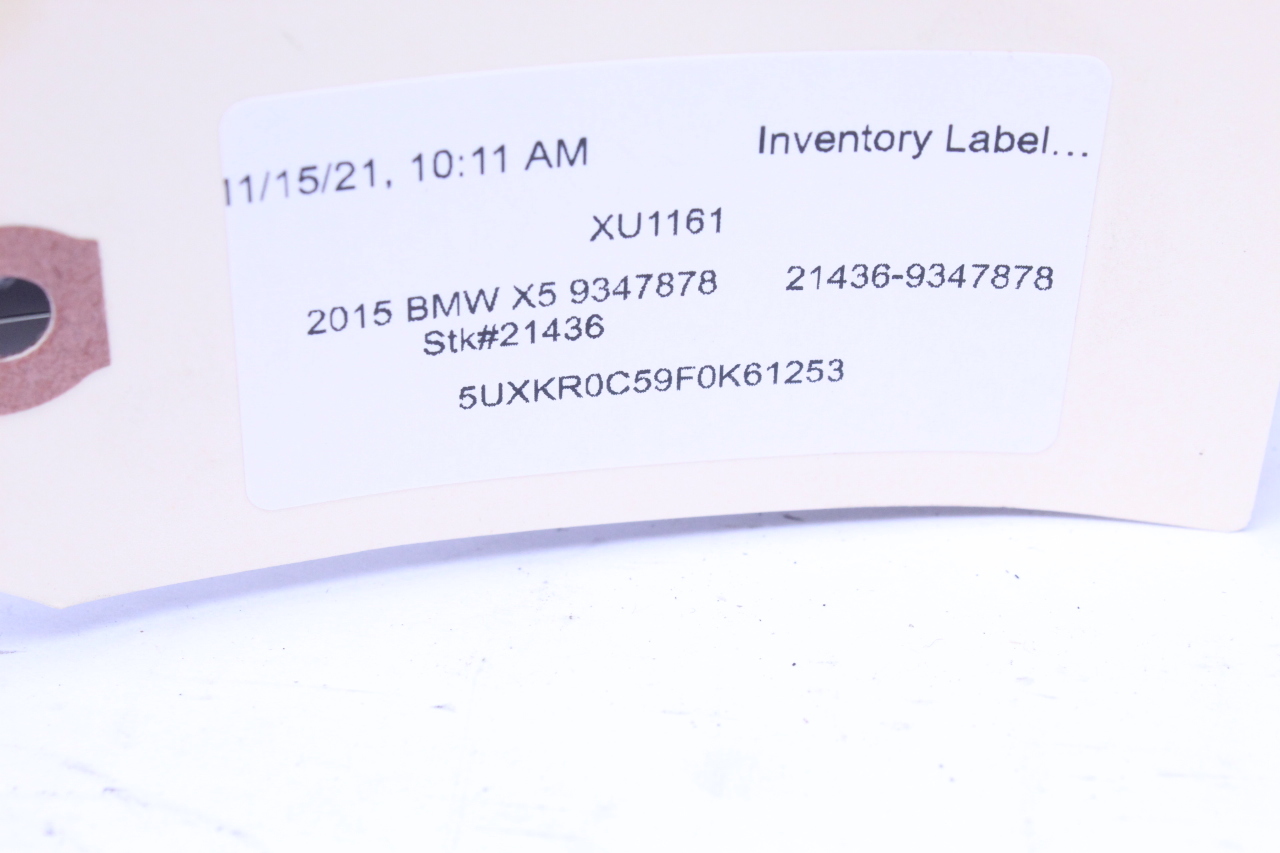 11/15/21, 10:11 AM Inventory Label...
XU1161
2015 BMW X5 9347878 21436-9347878
Stk#21436
5UXKR0C59F0K61253